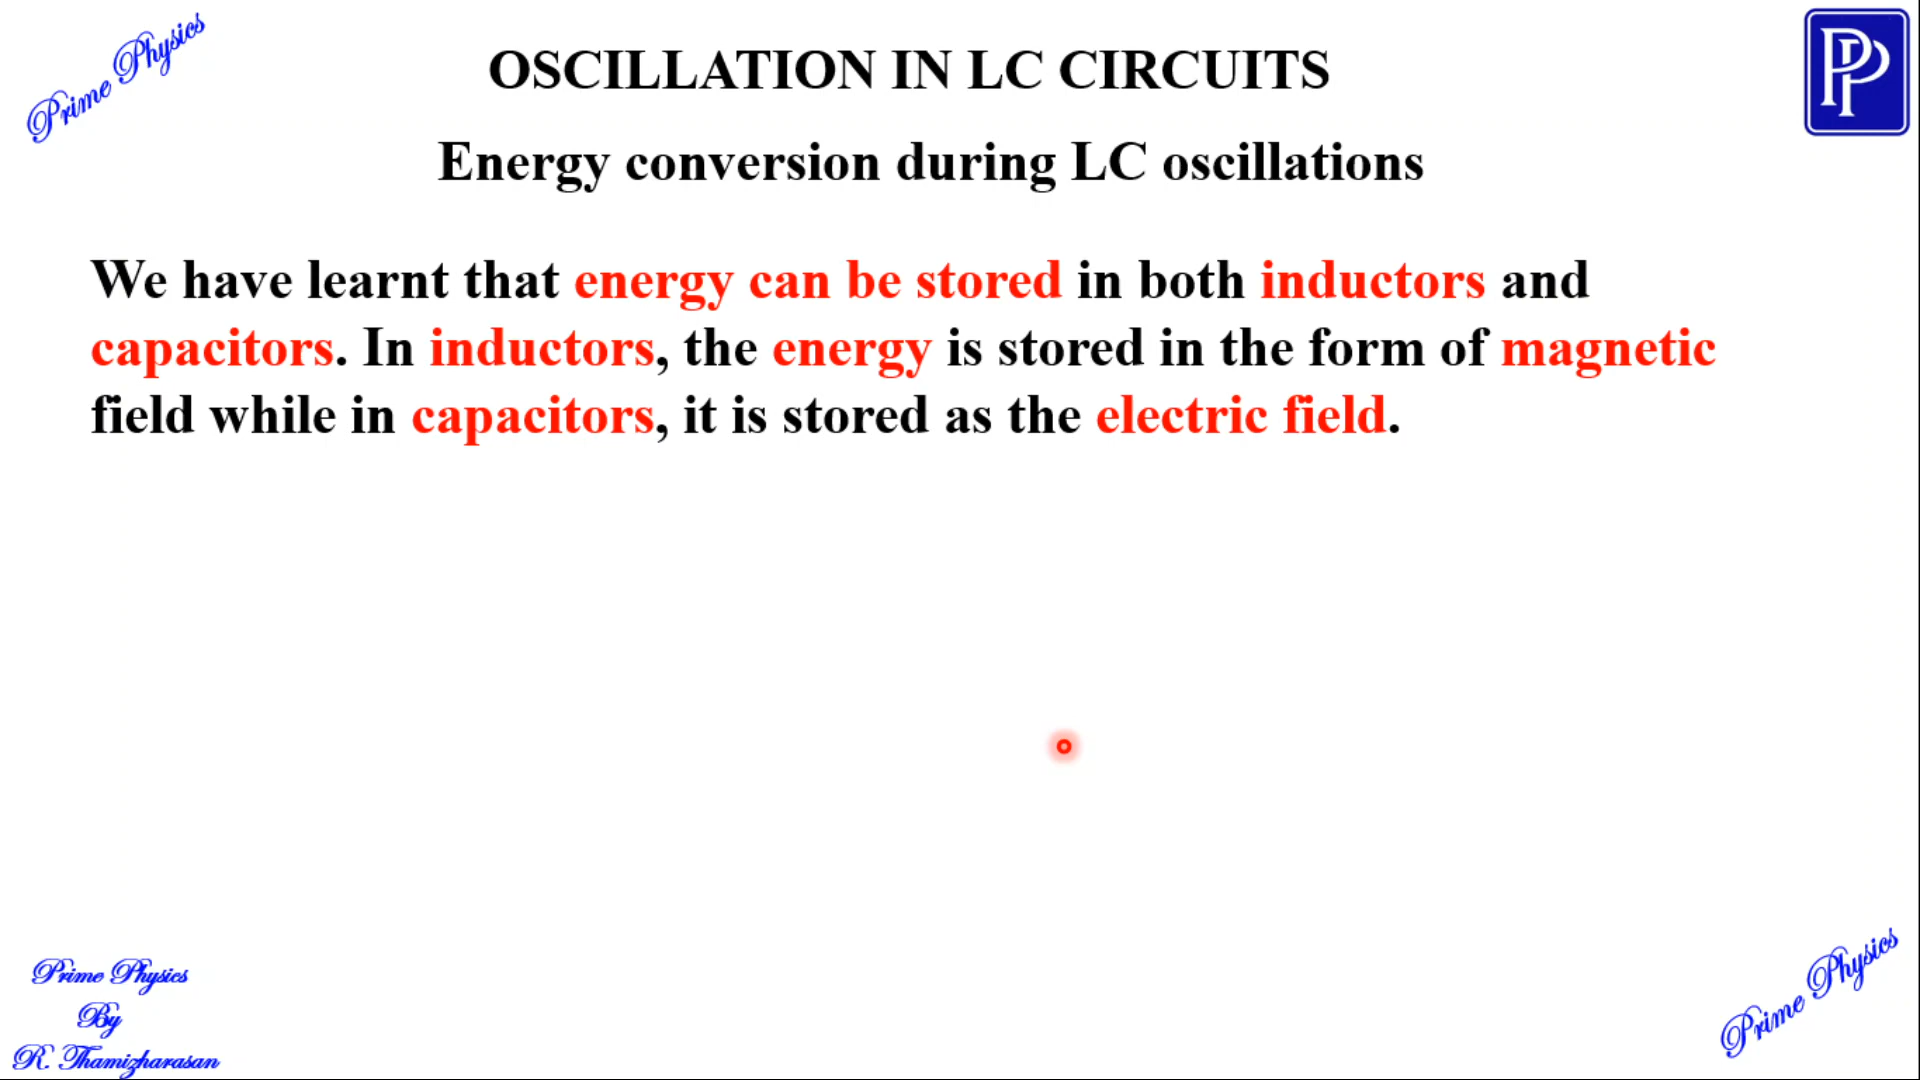 Prime Physics
OSCILLATION IN LC CIRCUITS
PP
Energy conversion during LC oscillations
We have learnt that energy can be stored in both inductors and
capacitors. In inductors, the energy is stored in the form of magnetic
field while in capacitors, it is stored as the electric field.
Prime Physics
By
R. Thamizharasan
Prime Physics